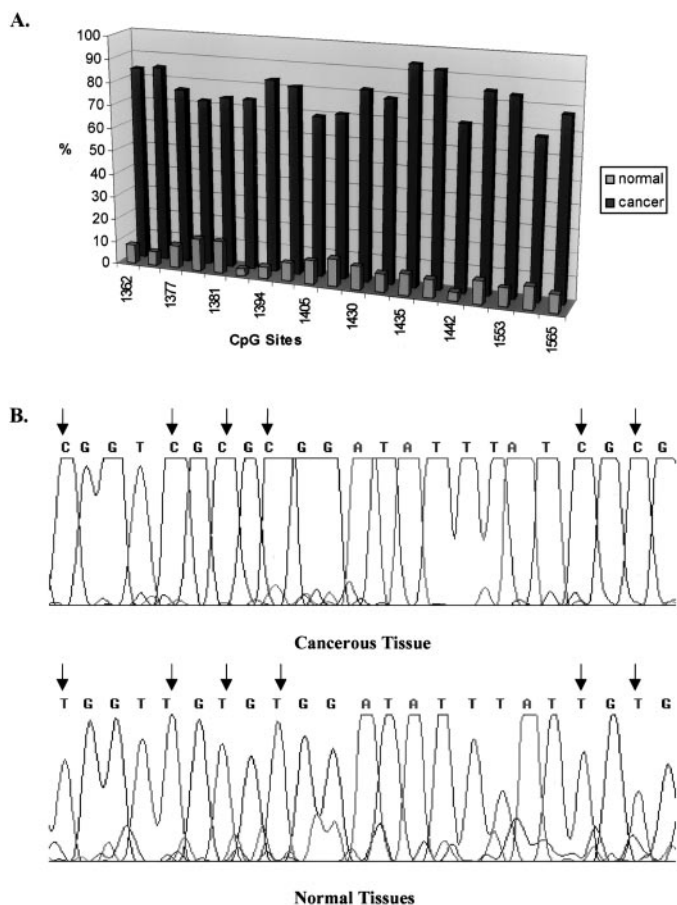 A.
100
90
80
70
60
50
40
30
20
10
0
%
1362
1377
1381
1394
1405
1430
1435
1442
1553
1565
CpG Sites
normal
cancer
B.
C G G T C G C G C G G A T A T T T A T C G C G
Cancerous Tissue
T G G T T G T G T G G A T A T T T A T T G T G
Normal Tissues